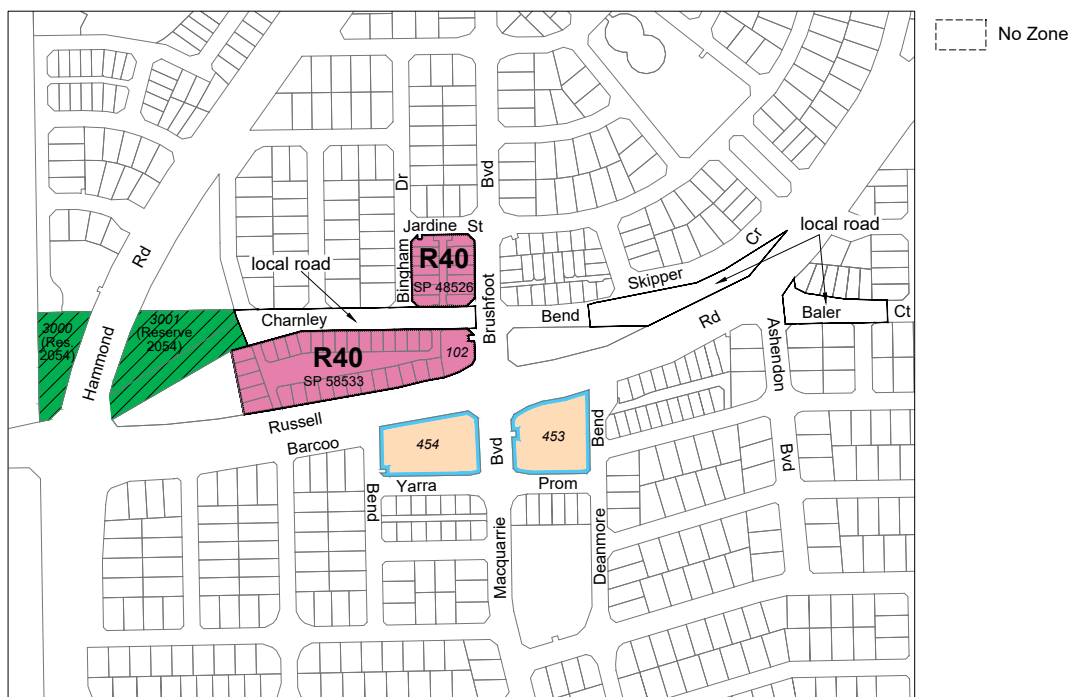 No Zone
Dr
Bvd
Jardine St
local road
Rd
R40
Bingham
SP 48526
Brushfoot
local road
Cr
Skipper
3000
(Res.
2054)
3001
(Reserve
2054)
Charnley
Bend
Rd
Baler
Ct
Hammond
R40
102
SP 58533
Ashendon
Russell
Barcoo
454
Bvd
453
Bend
Bvd
Bend
Yarra
Prom
Macquarrie
Deanmore